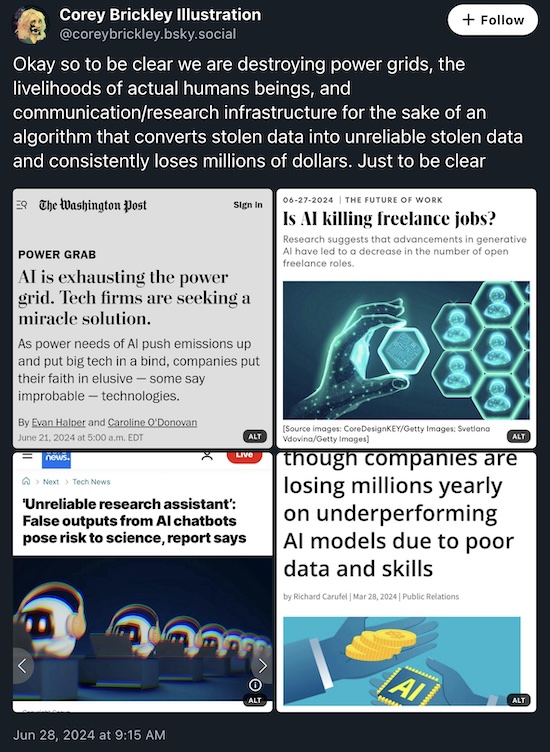 Corey Brickley Illustration
@coreybrickley.bsky.social
+ Follow
Okay so to be clear we are destroying power grids, the
livelihoods of actual humans beings, and
communication/research infrastructure for the sake of an
algorithm that converts stolen data into unreliable stolen data
and consistently loses millions of dollars. Just to be clear
The Washington Post
Sign in
POWER GRAB
AI is exhausting the power
grid. Tech firms are seeking a
miracle solution.
As power needs of AI push emissions up
and put big tech in a bind, companies put
their faith in elusive — some say
improbable — technologies.
By Evan Halper and Caroline O'Donovan
June 21, 2024 at 5:00 a.m. EDT
ALT
06-27-2024 | THE FUTURE OF WORK
Is AI killing freelance jobs?
Research suggests that advancements in generative
AI have led to a decrease in the number of open
freelance roles.
[Source images: CoreDesignKEY/Getty Images; Svetlana
Vdovina/Getty Images]
ALT
news.
Live
Next > Tech News
'Unreliable research assistant':
False outputs from AI chatbots
pose risk to science, report says
ALT
though companies are
losing millions yearly
on underperforming
AI models due to poor
data and skills
by Richard Carufel | Mar 28, 2024 | Public Relations
AI
ALT
Jun 28, 2024 at 9:15 AM